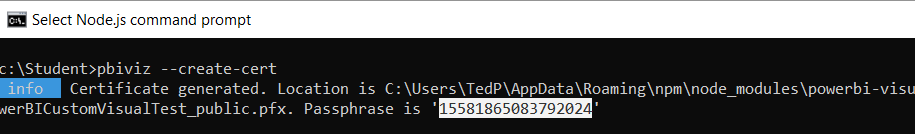 Select Node.js command prompt
c:\Student>pbiviz --create-cert
info Certificate generated. Location is C:\Users\TedP\AppData\Roaming\npm\node_modules\powerbi-visu
werBICustomVisualTest_public.pfx. Passphrase is '15581865083792024'